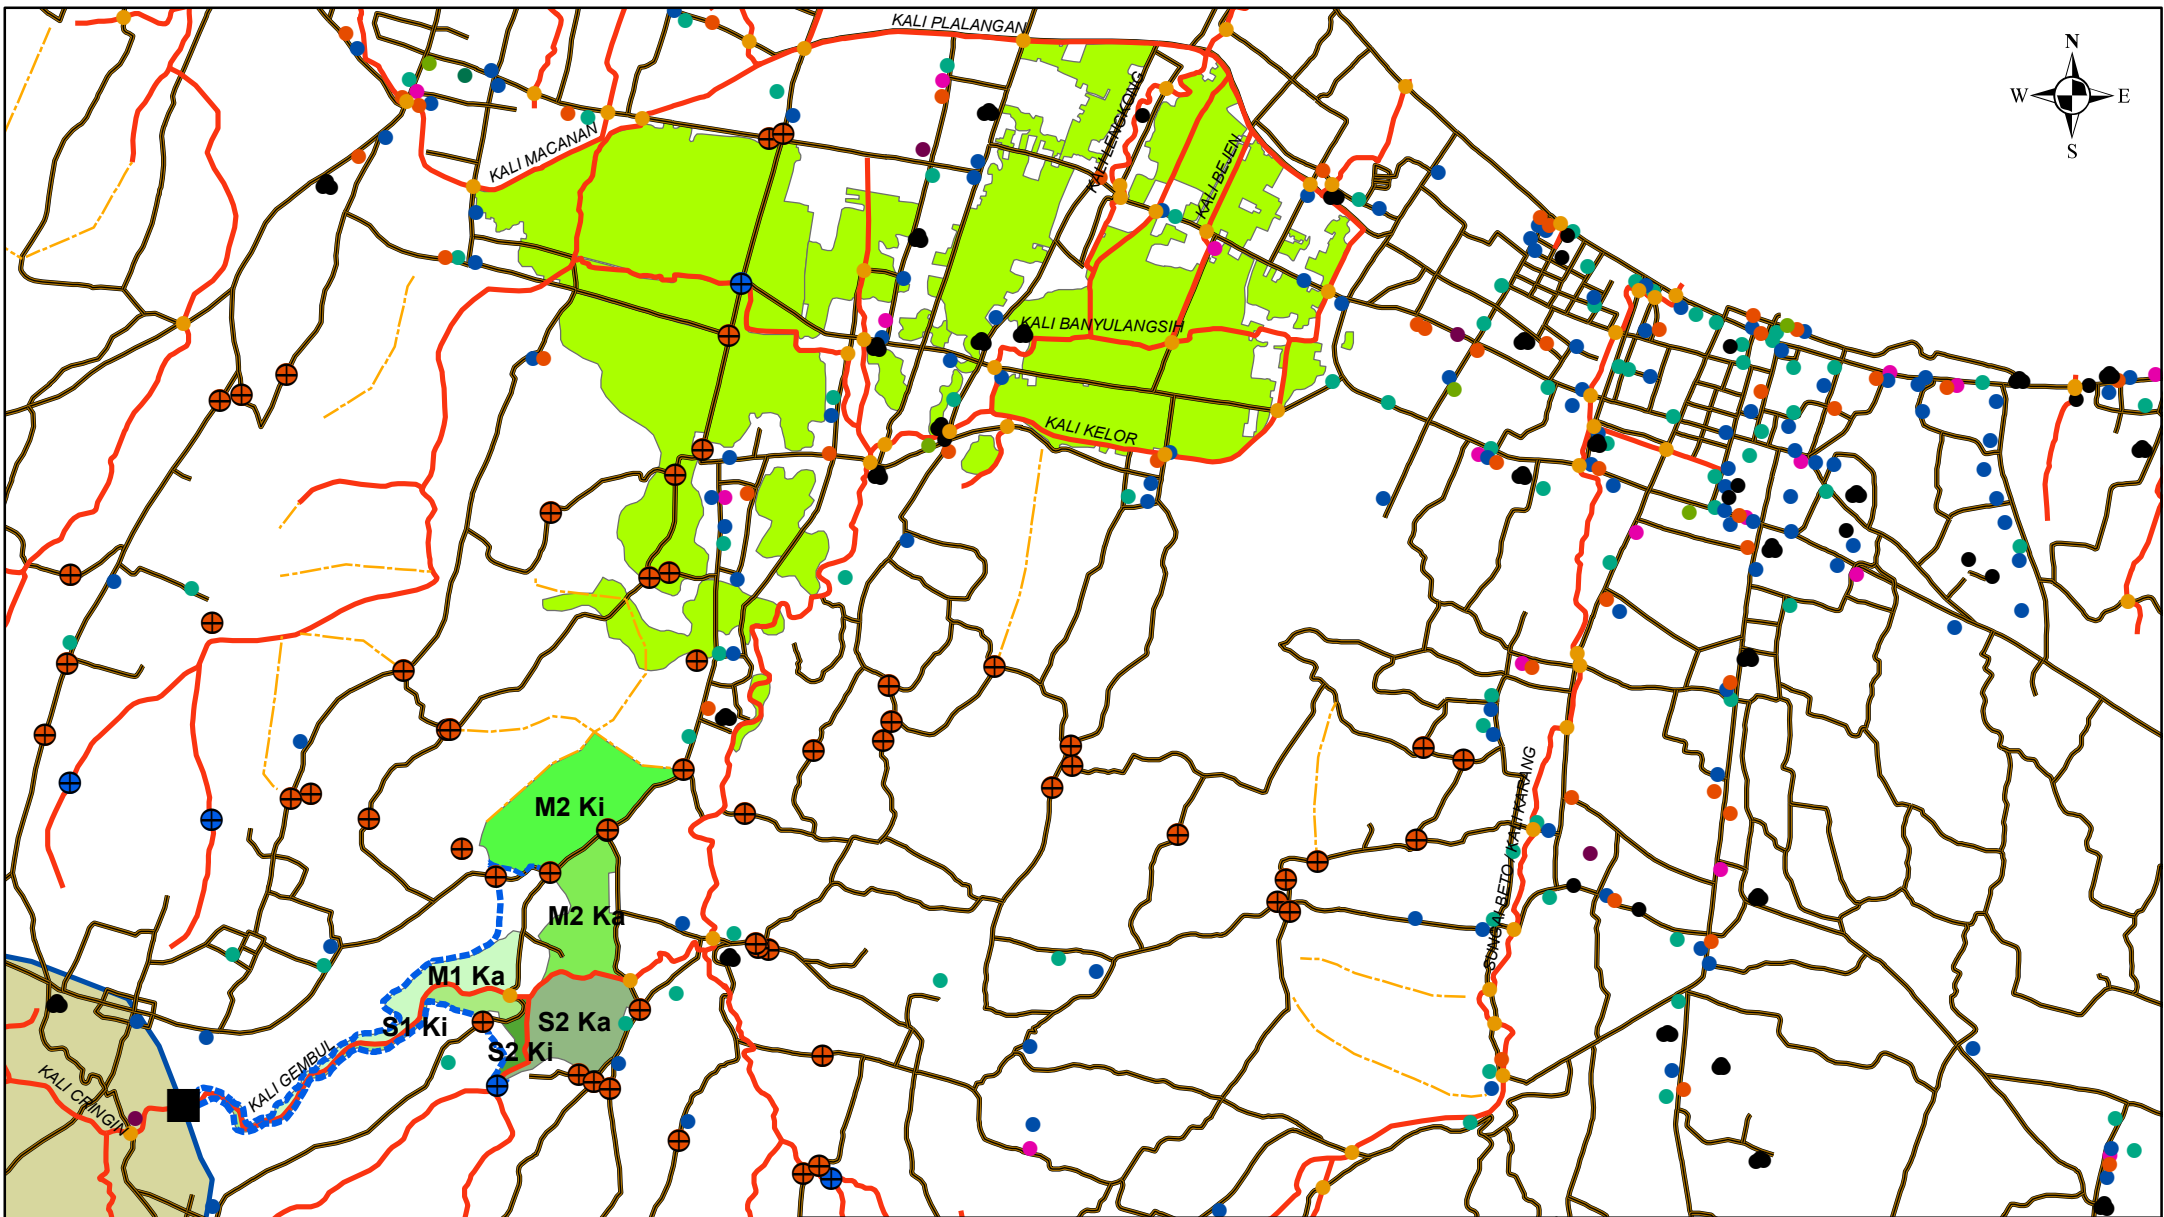 KALI PLALANGAN
N
W
E
S
KALI MACANAN
KALI LENGKONG
KALI BEJEN
KALI BANYULANGSIH
KALI KELOR
M2 Ki
M2 Ka
M1 Ka
S1 Ki
S2 Ka
S2 Ki
KALI GEMBUL
KALI CRINGIN
SUNGAI BETO / KALI KARANG